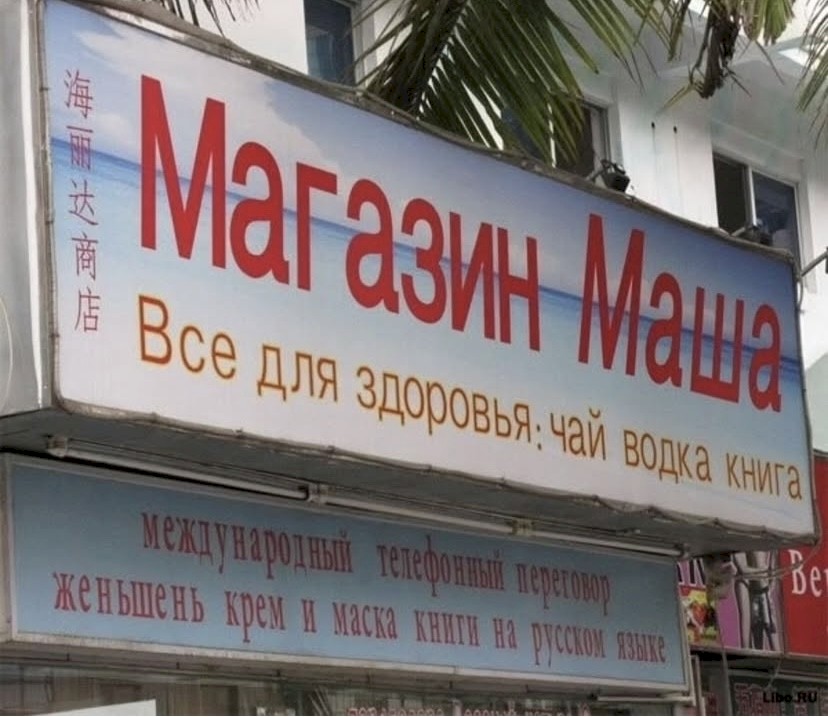 海丽达商店
Магазин Маша
Все для здоровья: чай водка книга
международный телефонный переговор
женьшень крем и маска книги на русском языке
Ве
Libo.RU